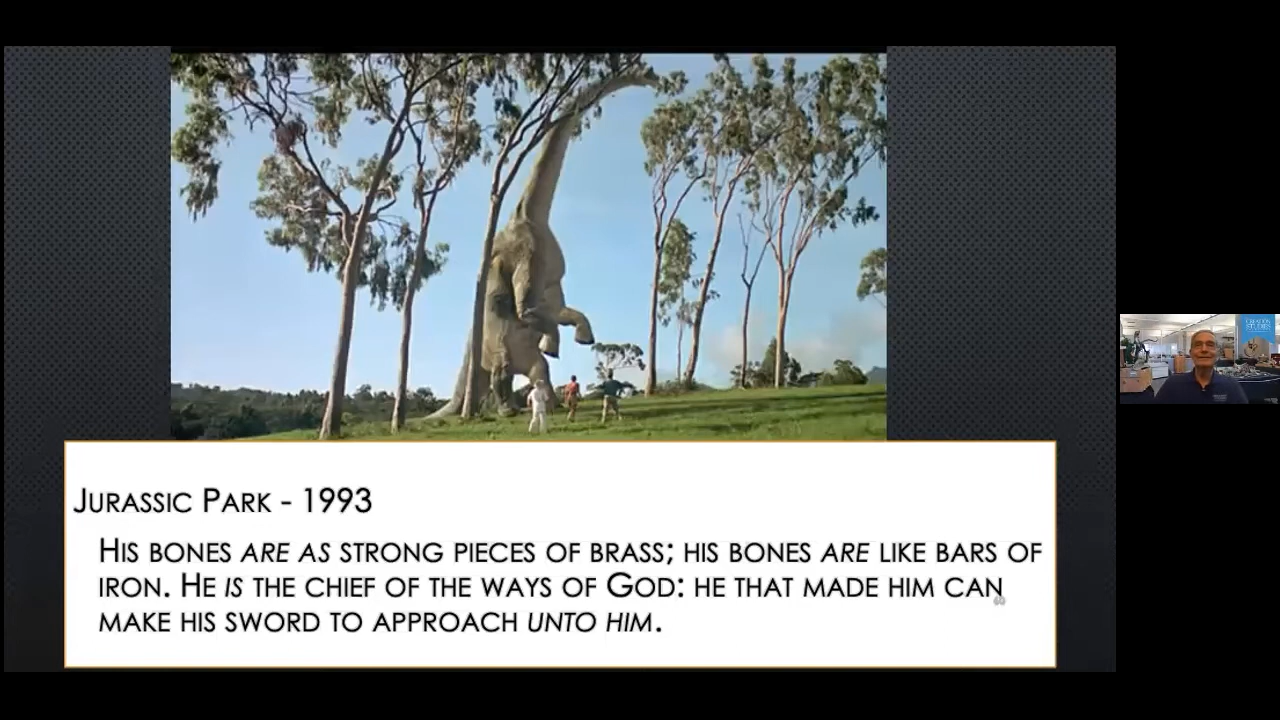 Jurassic Park - 1993
His bones are as strong pieces of brass; his bones are like bars of
iron. He is the chief of the ways of God: he that made him can
make his sword to approach unto him.
CREATION
STUDIES